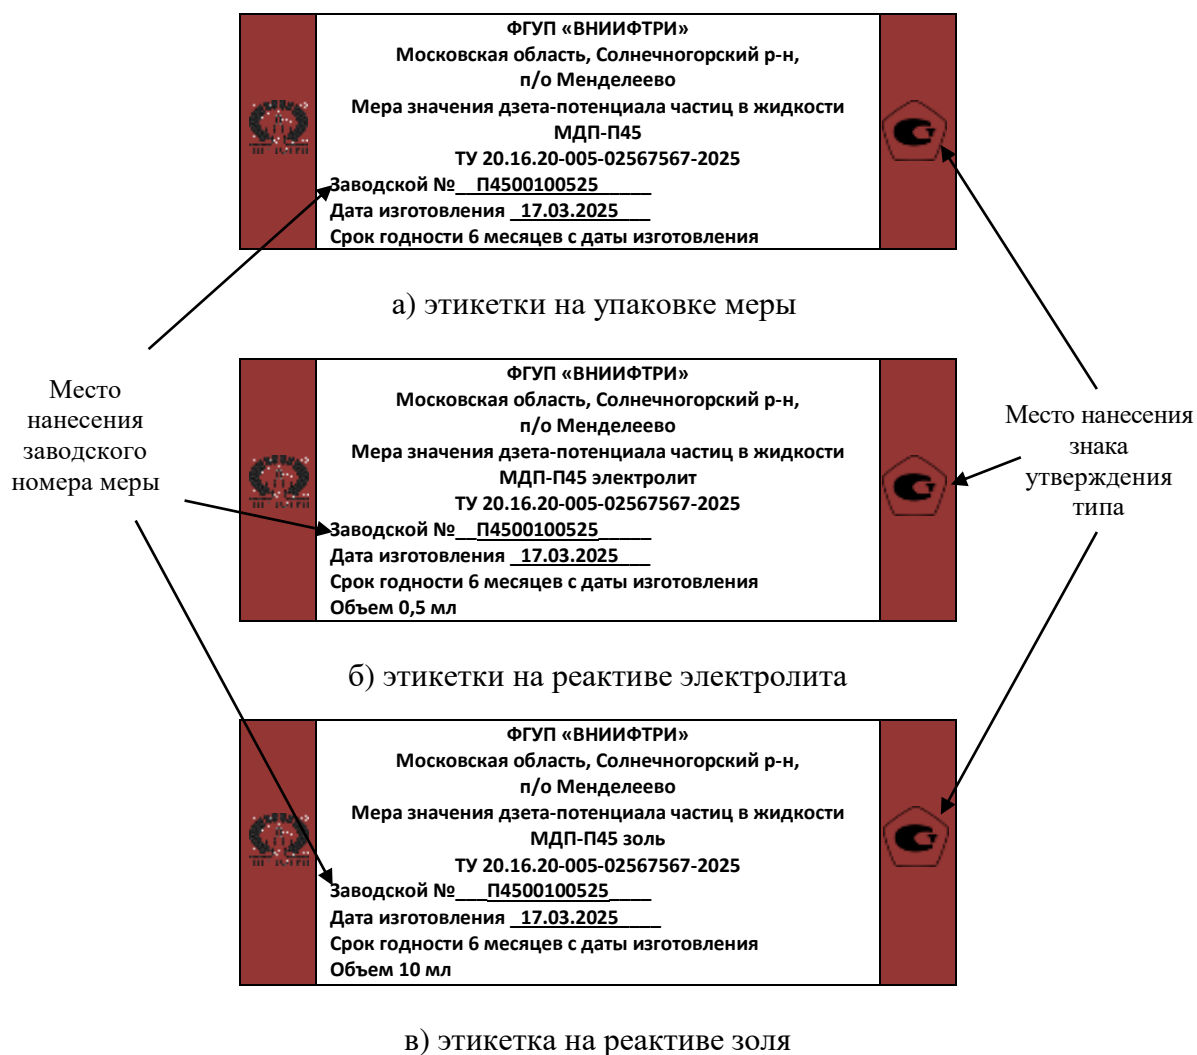 ФГУП «ВНИИФТРИ»
Московская область, Солнечногорский р-н,
п/о Менделеево
Мера значения дзета-потенциала частиц в жидкости
МДП-П45
ТУ 20.16.20-005-02567567-2025
Заводской №__П4500100525_____
Дата изготовления _17.03.2025___
Срок годности 6 месяцев с даты изготовления
а) этикетки на упаковке меры
Место
нанесения
заводского
номера меры
ФГУП «ВНИИФТРИ»
Московская область, Солнечногорский р-н,
п/о Менделеево
Мера значения дзета-потенциала частиц в жидкости
МДП-П45 электролит
ТУ 20.16.20-005-02567567-2025
Заводской №__П4500100525_____
Дата изготовления _17.03.2025___
Срок годности 6 месяцев с даты изготовления
Объем 0,5 мл
Место нанесения
знака
утверждения
типа
б) этикетки на реактиве электролита
ФГУП «ВНИИФТРИ»
Московская область, Солнечногорский р-н,
п/о Менделеево
Мера значения дзета-потенциала частиц в жидкости
МДП-П45 золь
ТУ 20.16.20-005-02567567-2025
Заводской №___П4500100525____
Дата изготовления _17.03.2025____
Срок годности 6 месяцев с даты изготовления
Объем 10 мл
в) этикетка на реактиве золя